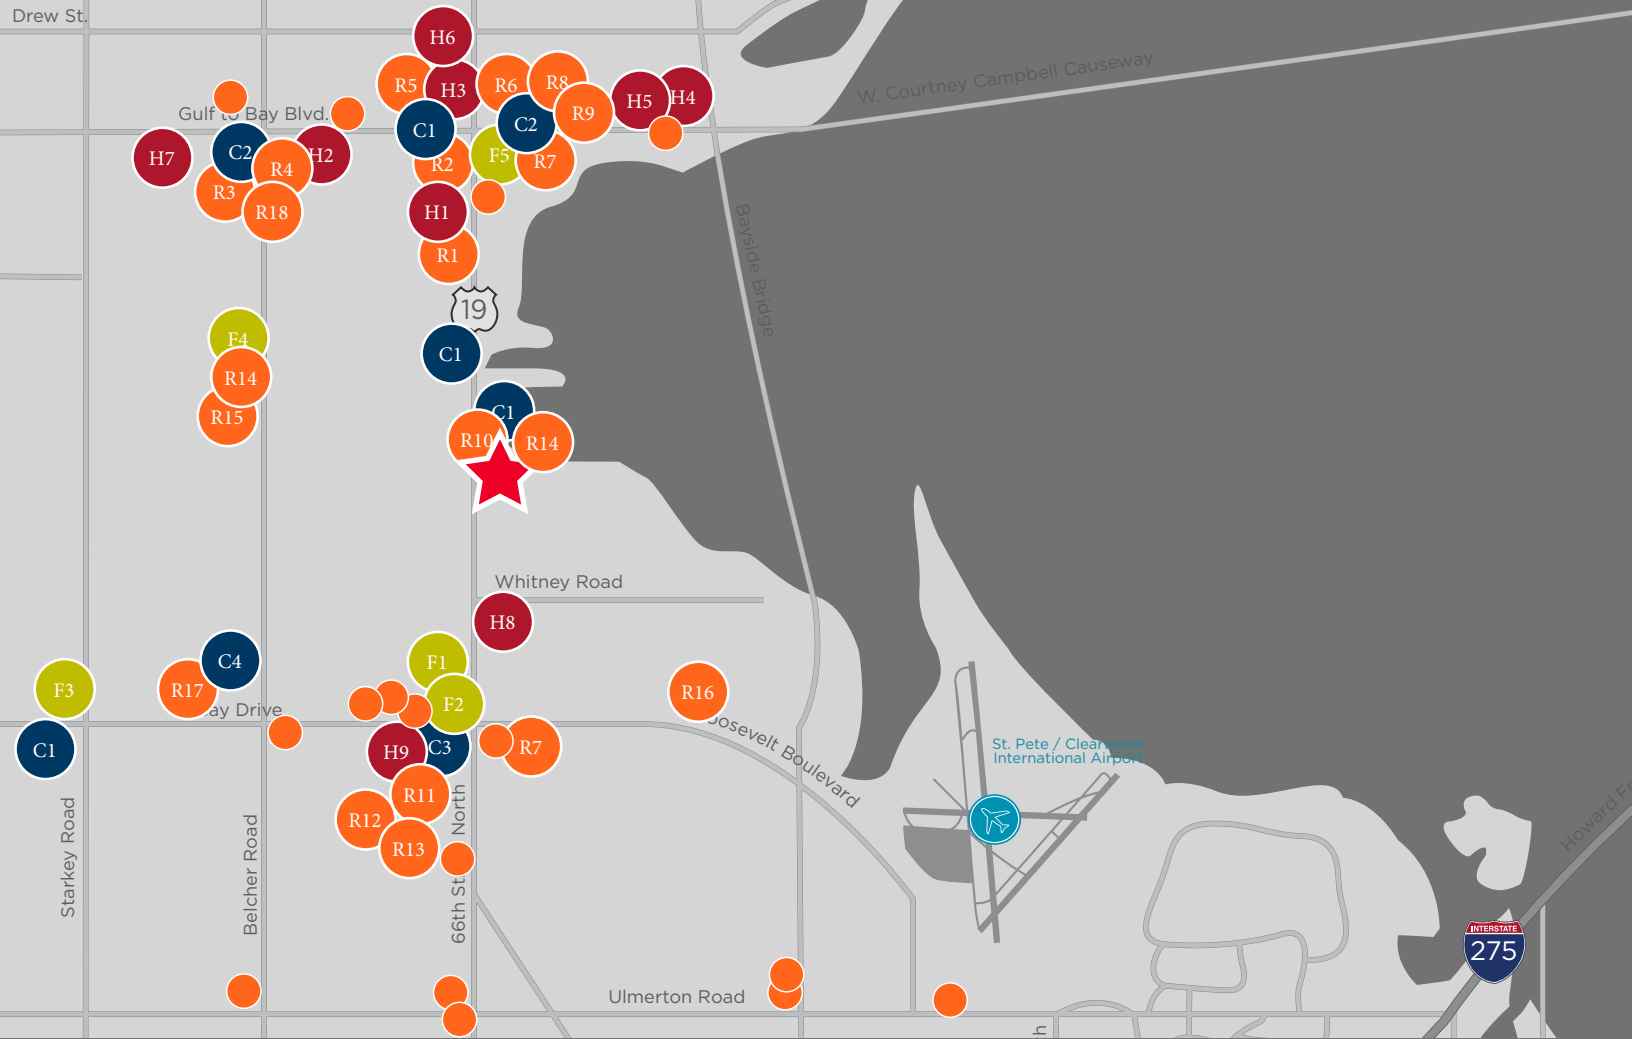 Drew St.
H6
W. Courtney Campbell Causeway
R5
H3
R6
R8
R9
H5
H4
Gulf to Bay Blvd.
C1
C2
H7
C2
R4
H2
R2
F5
R7
R3
R18
H1
R1
Bayside Bridge
19
F4
R14
R15
C1
C1
R10
R14
Whitney Road
H8
F3
C4
R17
ay Drive
F1
F2
R16
C1
H9
C3
R7
oosevelt Boulevard
St. Pete / Clearwater
International Airport
R11
R12
R13
Starkey Road
Belcher Road
66th St. North
Howard Fr
INTERSTATE
275
Ulmerton Road
h